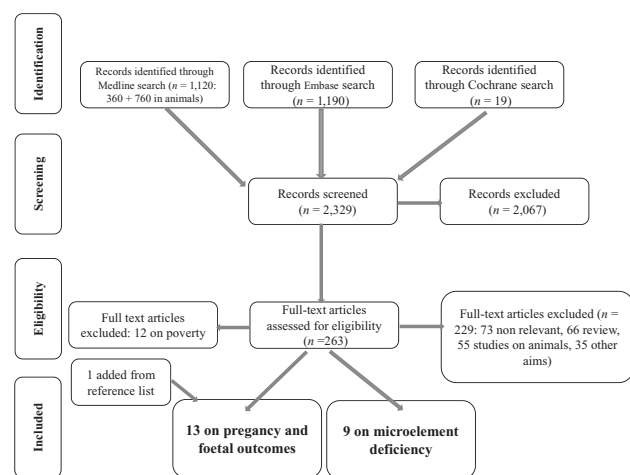 Identification
Records identified through
Medline search (n = 1,120:
360 + 760 in animals)
Records identified
through Embase search
(n = 1,190)
Records identified
through Cochrane search
(n = 19)
Screening
Records screened
(n = 2,329)
Records excluded
(n = 2,067)
Eligibility
Full text articles
excluded: 12 on poverty
Full-text articles
assessed for eligibility
(n =263)
Full-text articles excluded (n =
229: 73 non relevant, 66 review,
55 studies on animals, 35 other
aims)
Included
1 added from
reference list
13 on pregancy and
foetal outcomes
9 on microelement
deficiency